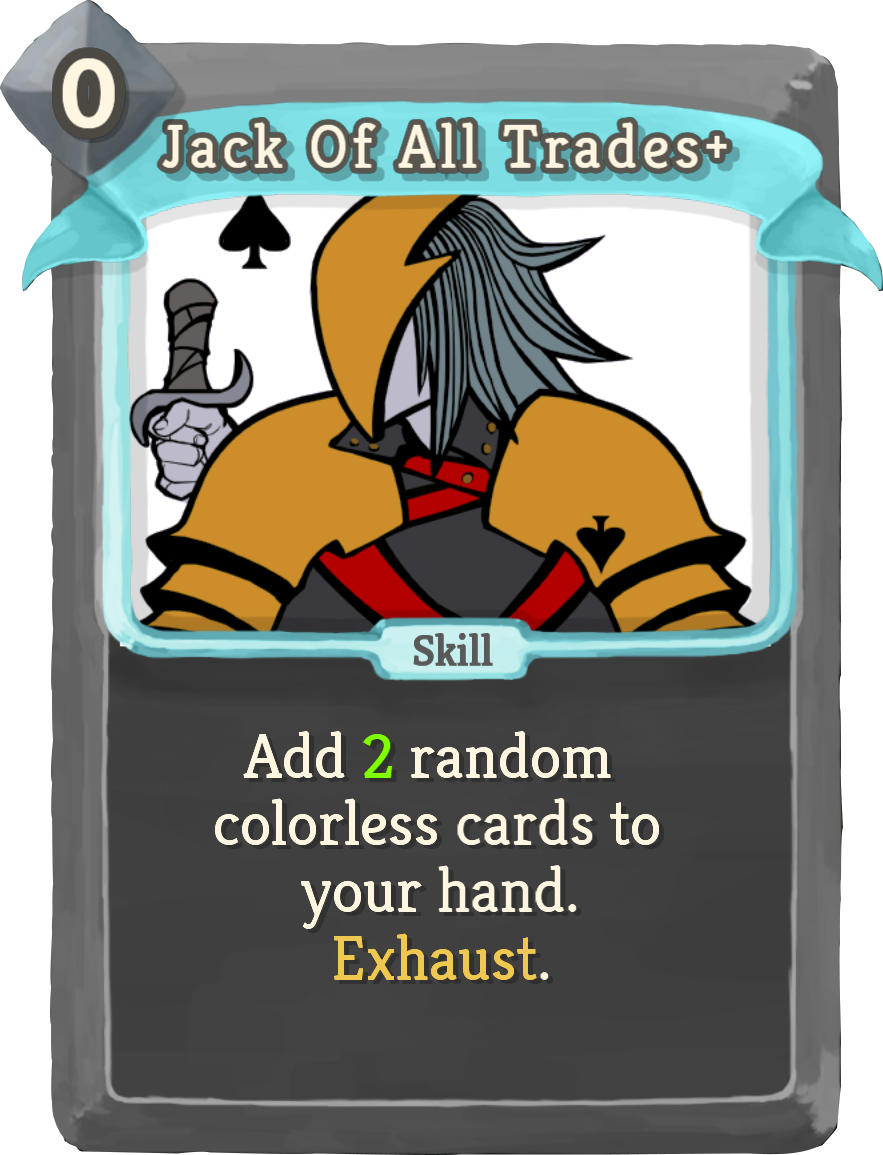 0
Jack Of All Trades+
Skill
Add 2 random
colorless cards to
your hand.
Exhaust.